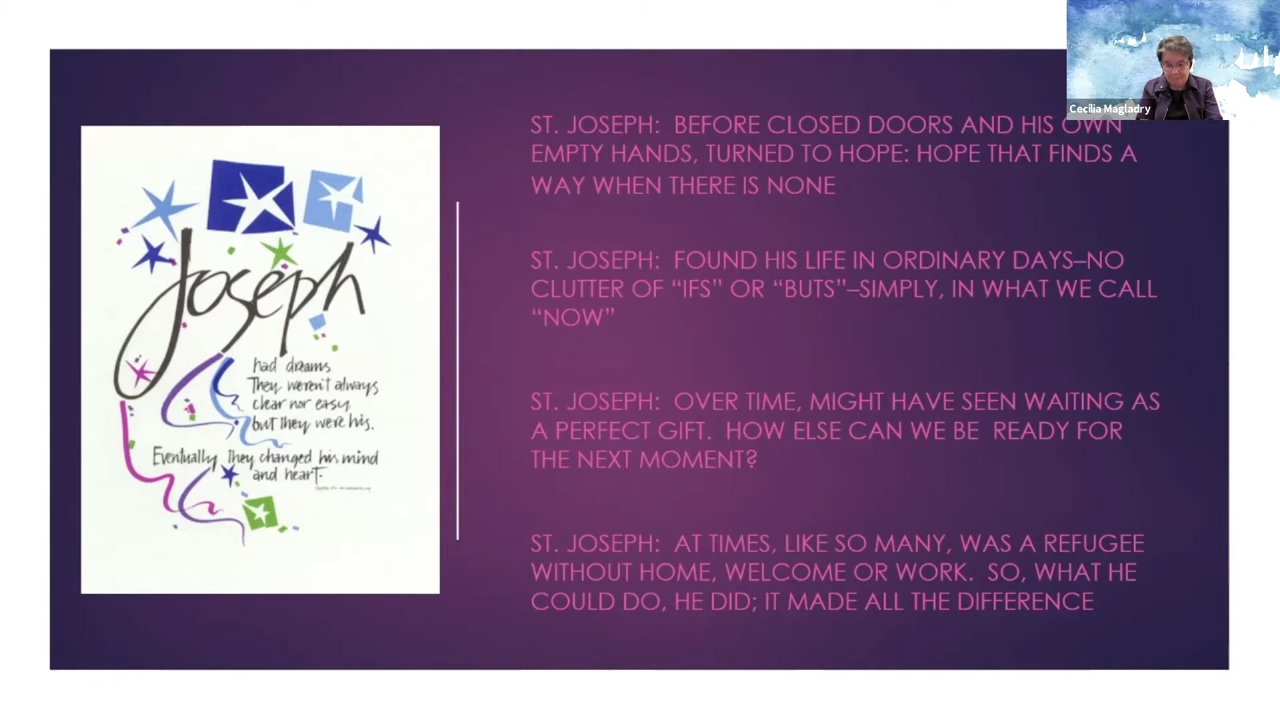 Joseph
had dreams
They weren't always
clear nor easy
but they were his.
Eventually they changed his mind
and heart.
ST. JOSEPH: BEFORE CLOSED DOORS AND HIS OWN
EMPTY HANDS, TURNED TO HOPE: HOPE THAT FINDS A
WAY WHEN THERE IS NONE
ST. JOSEPH: FOUND HIS LIFE IN ORDINARY DAYS–NO
CLUTTER OF “IFS” OR “BUTS”–SIMPLY, IN WHAT WE CALL
“NOW”
ST. JOSEPH: OVER TIME, MIGHT HAVE SEEN WAITING AS
A PERFECT GIFT. HOW ELSE CAN WE BE READY FOR
THE NEXT MOMENT?
ST. JOSEPH: AT TIMES, LIKE SO MANY, WAS A REFUGEE
WITHOUT HOME, WELCOME OR WORK. SO, WHAT HE
COULD DO, HE DID; IT MADE ALL THE DIFFERENCE
Cecilia Magladry